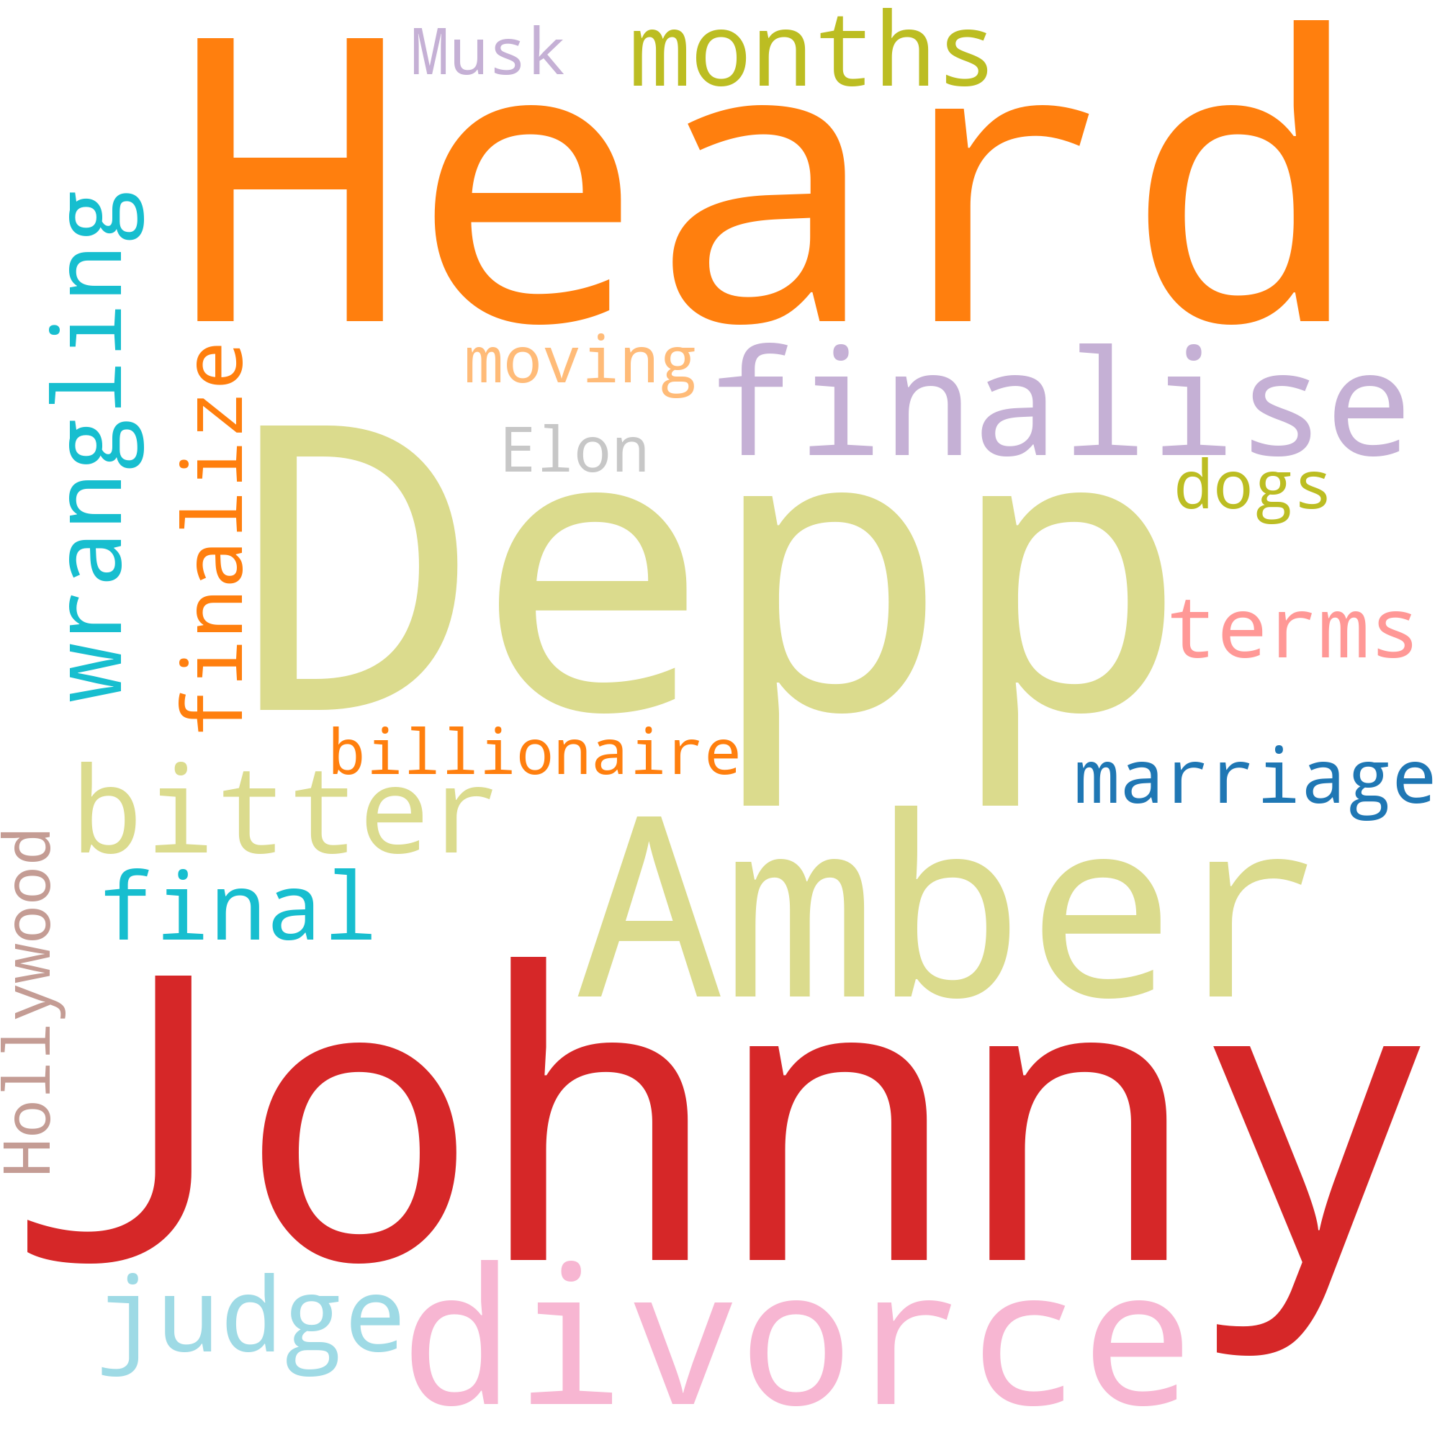 Musk
months
Heard
wrangling
finalize
moving
finalise
Elon
dogs
Depp
terms
billionaire
marriage
bitter
Amber
final
Hollywood
Johnny
judge
divorce